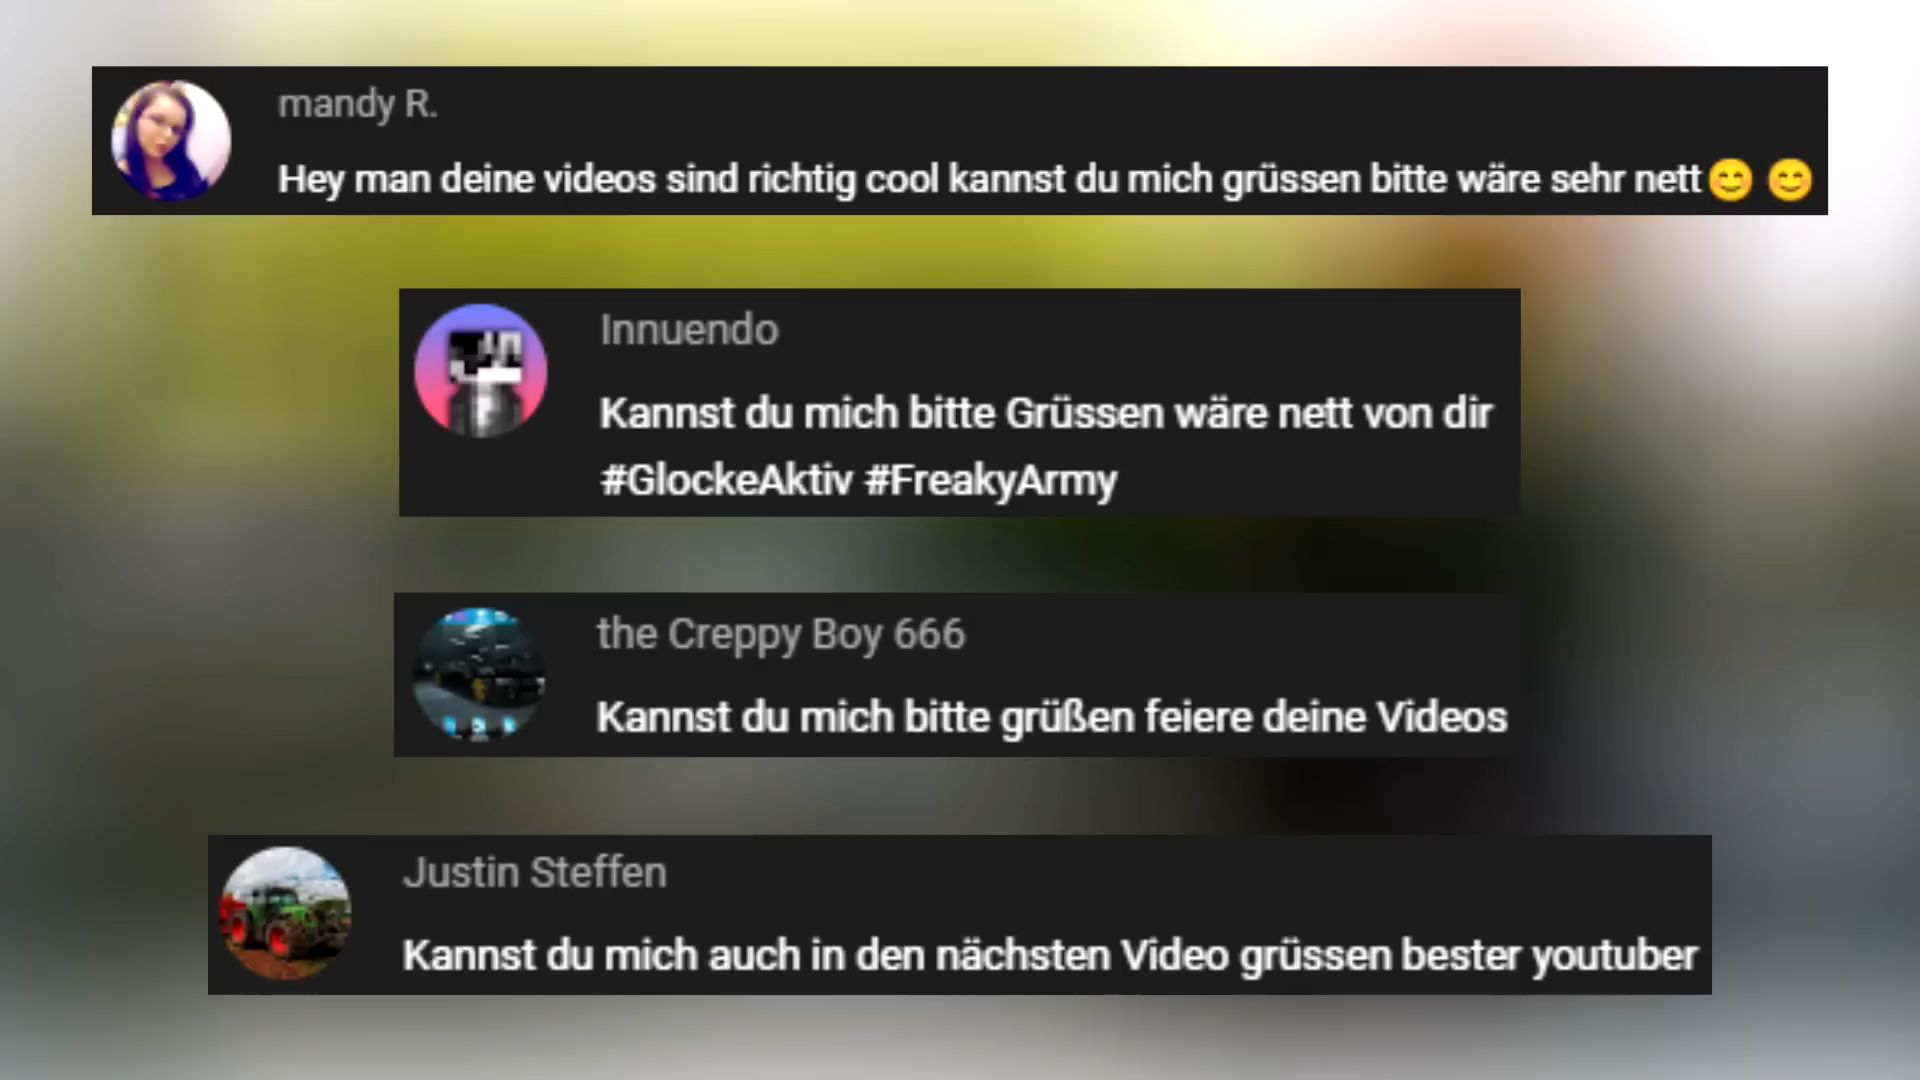 mandy R.
Hey man deine videos sind richtig cool kannst du mich grüssen bitte wäre sehr nett😊 😊
Innuendo
Kannst du mich bitte Grüssen wäre nett von dir
#GlockeAktiv #FreakyArmy
the Creppy Boy 666
Kannst du mich bitte grüßen feiere deine Videos
Justin Steffen
Kannst du mich auch in den nächsten Video grüssen bester youtuber